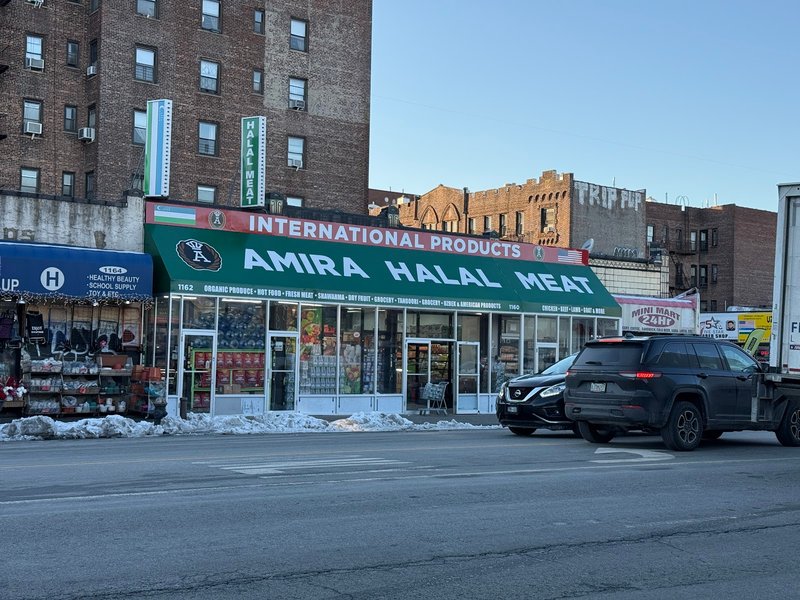 HALAL MEAT
INTERNATIONAL PRODUCTS
A
AMIRA HALAL MEAT
1162
ORGANIC PRODUCE • HOT FOOD • FRESH MEAT • SHAWARMA • DRY FRUIT • GROCERY • TANDOORI • GROCERY • UZBEK & AMERICAN PRODUCTS
1160
CHICKEN • BEEF • LAMB • GOAT & MORE!
UP
H
1164
• HEALTHY BEAUTY
• SCHOOL SUPPLY
• TOY & ETC
TRIP PUP
MINI MART
24HR